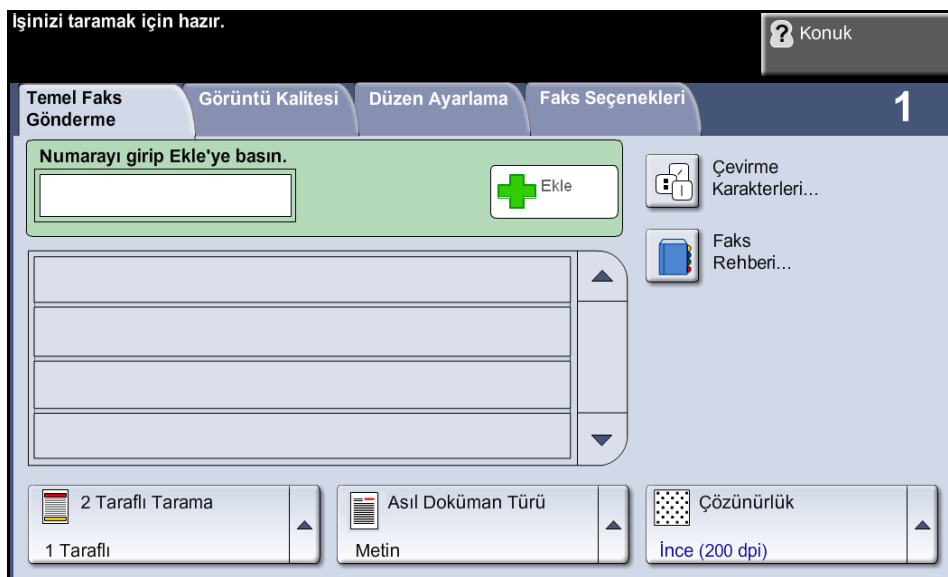 İşinizi taramak için hazır.
? Konuk
Temel Faks
Gönderme
Görüntü Kalitesi
Düzen Ayarlama
Faks Seçenekleri
1
Numarayı girip Ekle'ye basın.
Ekle
Çevirme
Karakterleri...
Faks
Rehberi...
2 Taraflı Tarama
1 Taraflı
Asıl Doküman Türü
Metin
Çözünürlük
İnce (200 dpi)